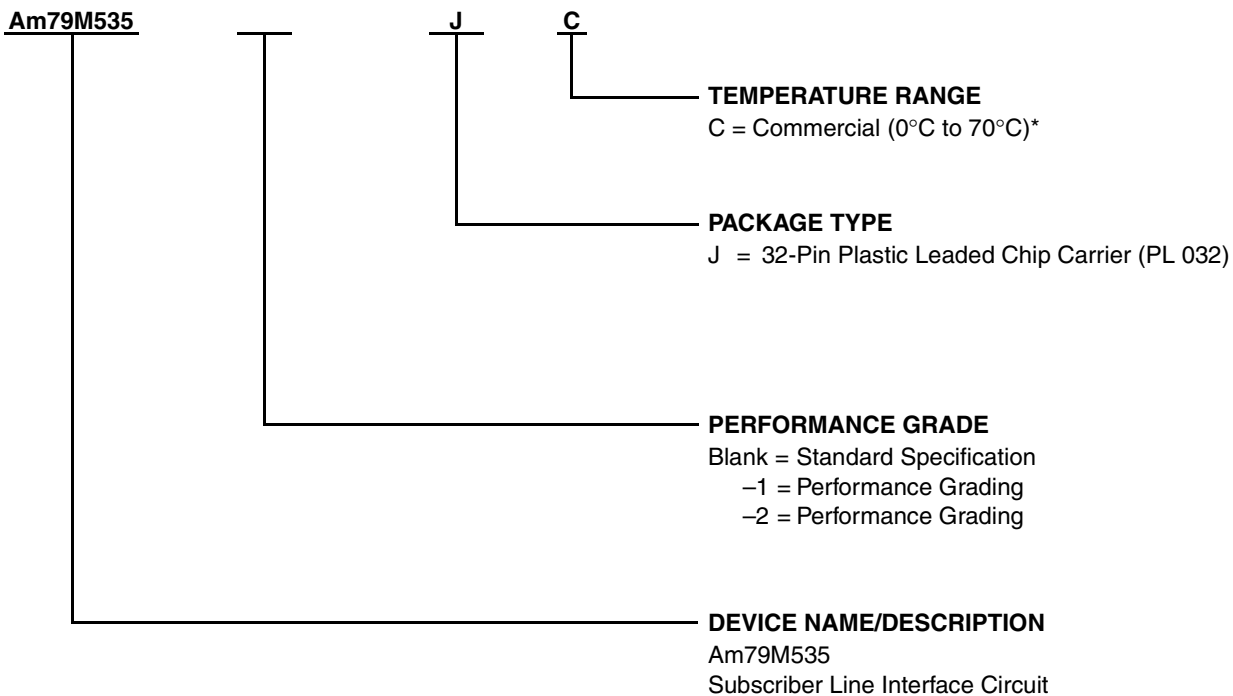 Am79M535 J C
TEMPERATURE RANGE
C = Commercial (0°C to 70°C)*
PACKAGE TYPE
J = 32-Pin Plastic Leaded Chip Carrier (PL 032)
PERFORMANCE GRADE
Blank = Standard Specification
–1 = Performance Grading
–2 = Performance Grading
DEVICE NAME/DESCRIPTION
Am79M535
Subscriber Line Interface Circuit